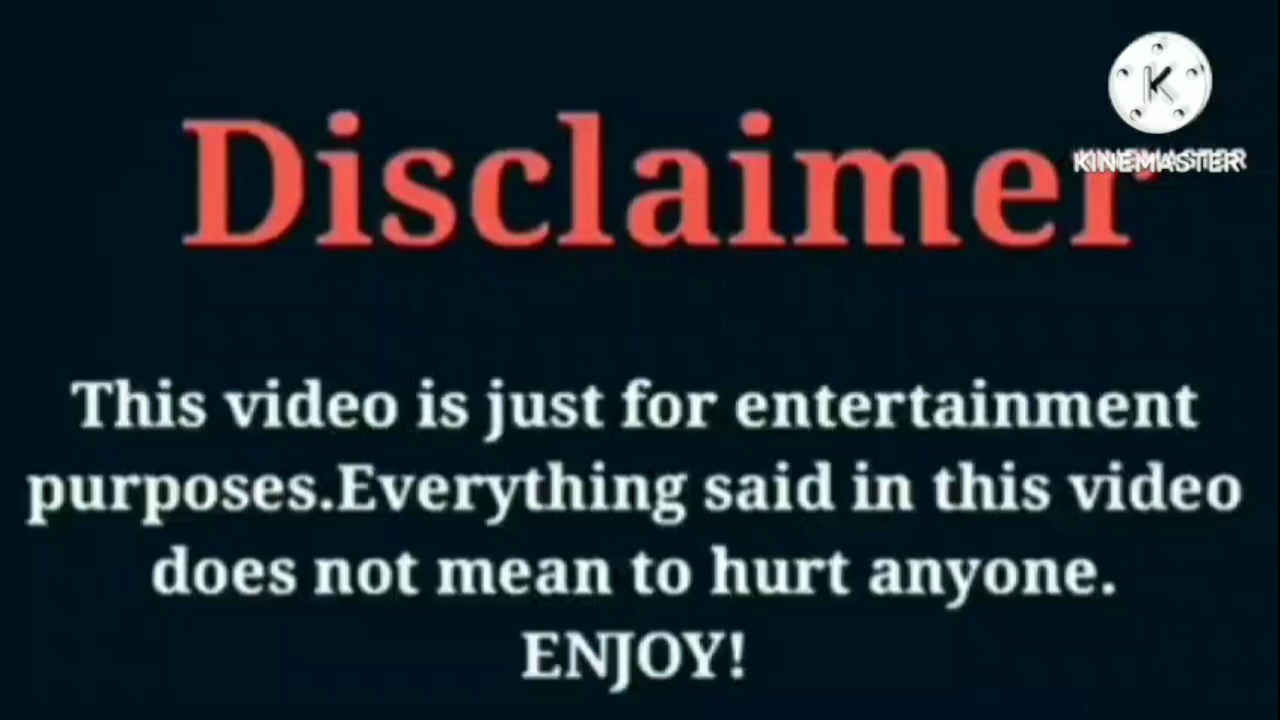 K
KINEMASTER
Disclaimer
This video is just for entertainment
purposes.Everything said in this video
does not mean to hurt anyone.
ENJOY!